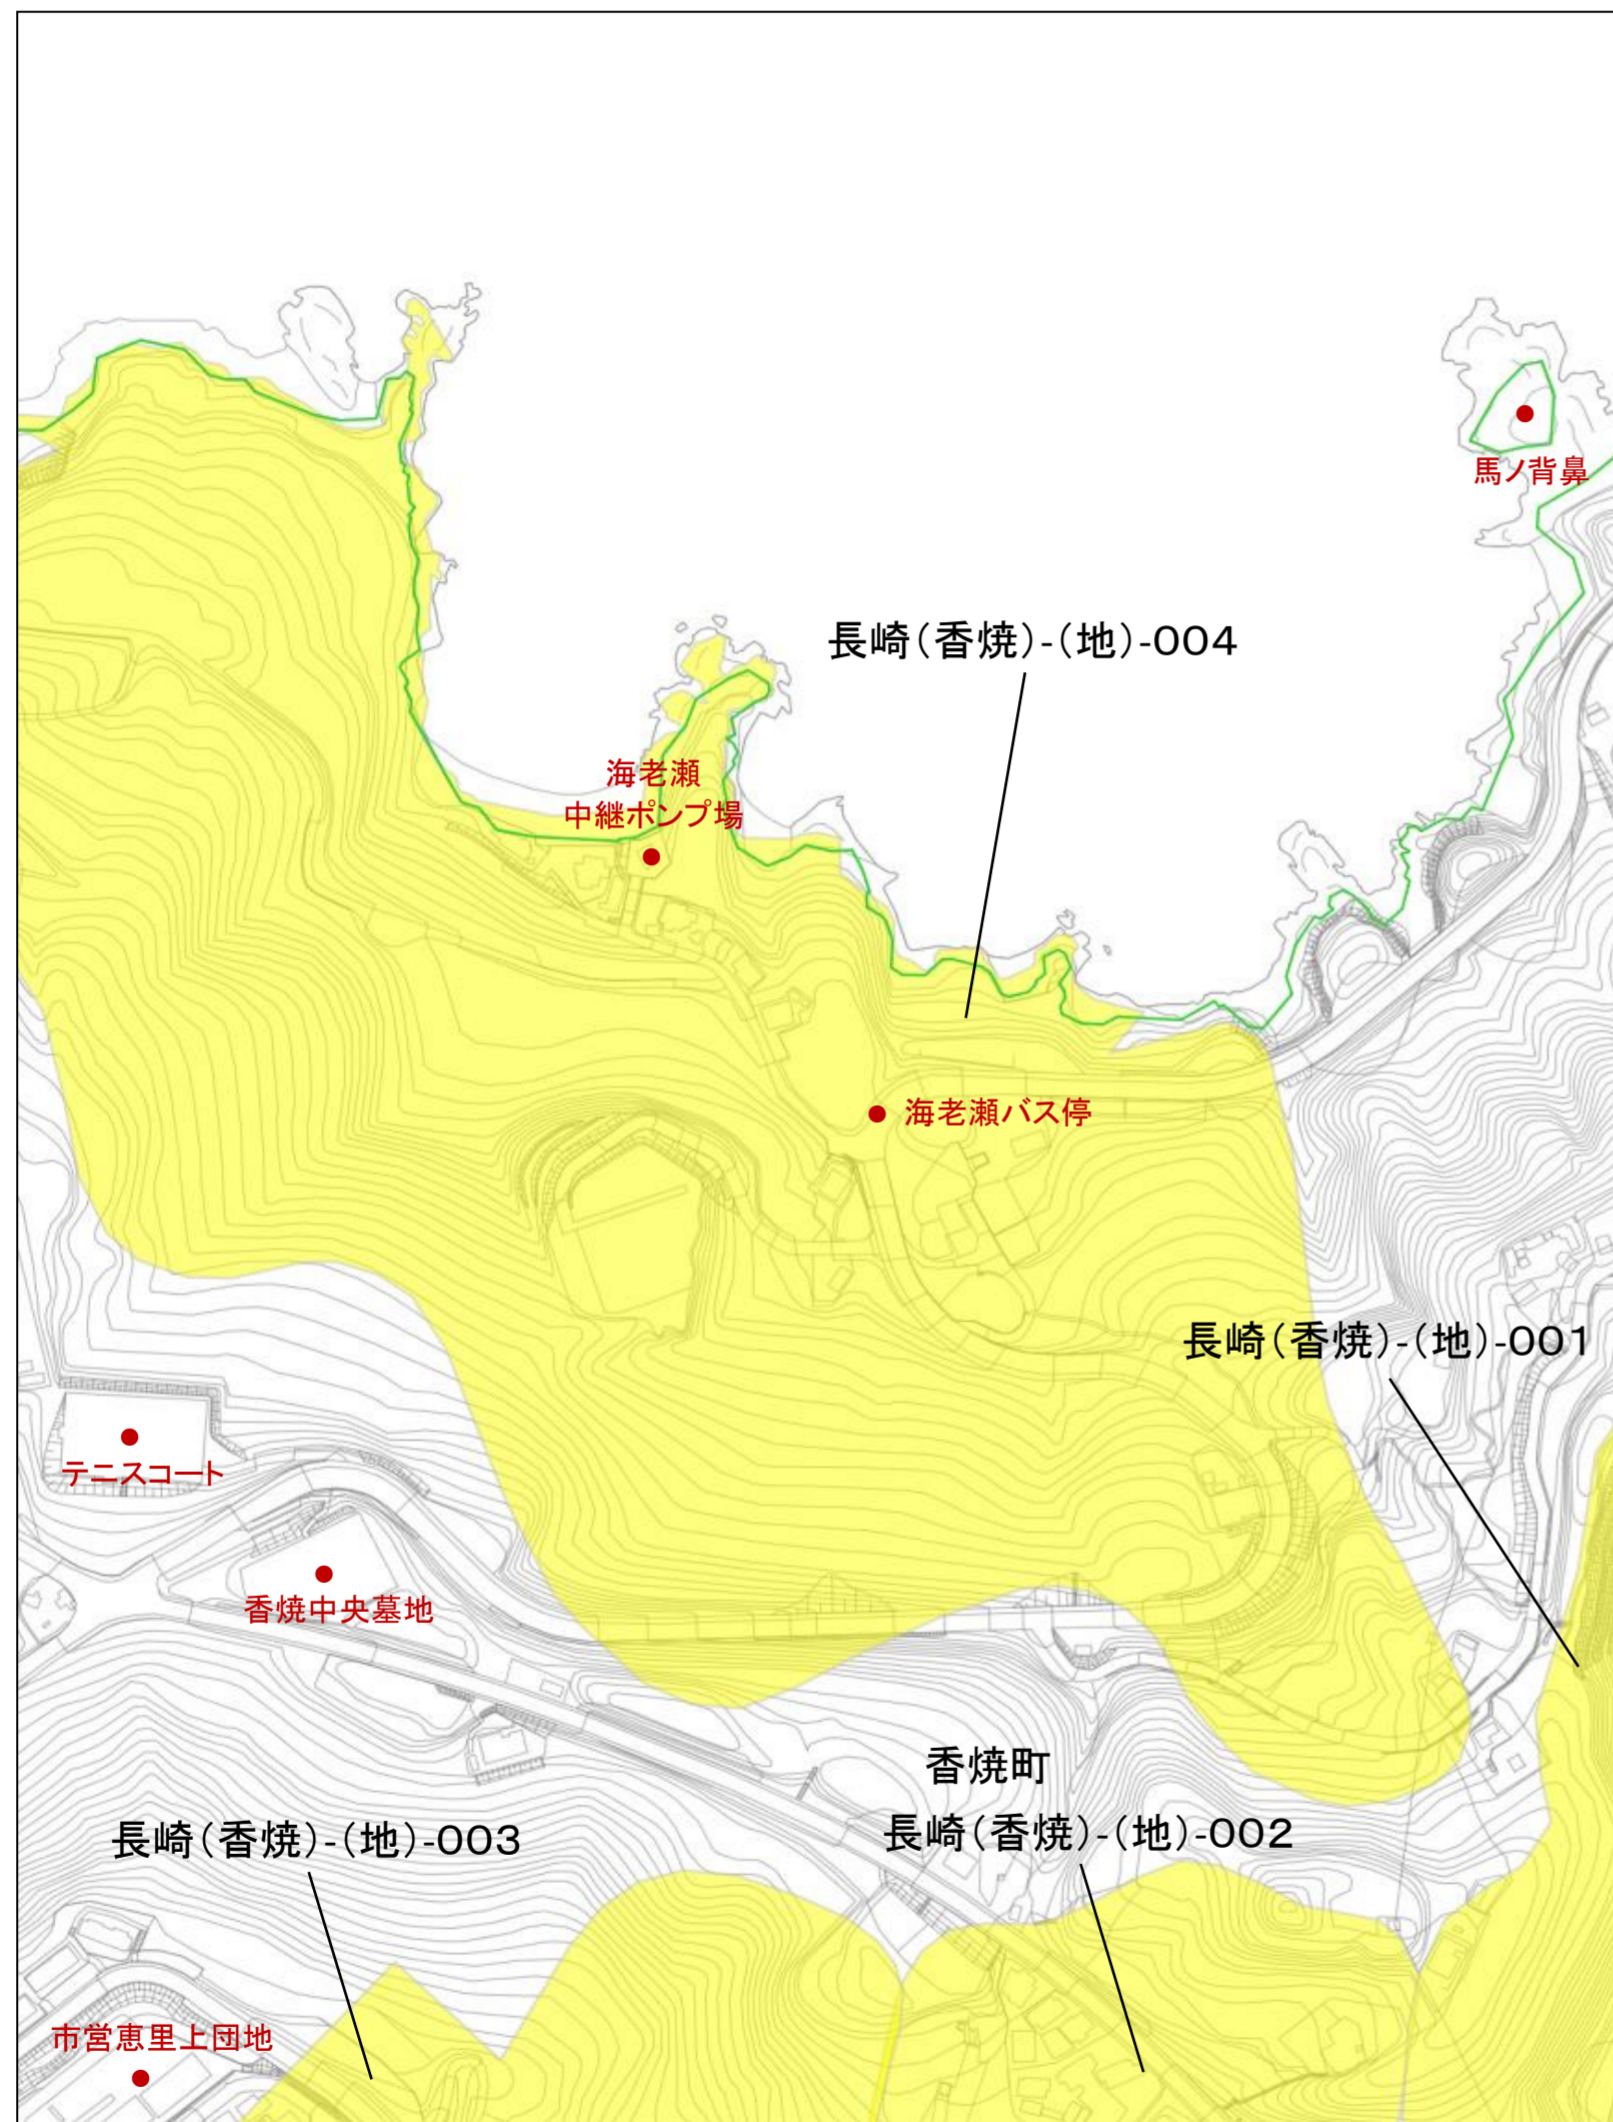 馬ノ背鼻
長崎(香焼)-(地)-004
海老瀬
中継ポンプ場
海老瀬バス停
長崎(香焼)-(地)-001
テニスコート
香焼中央墓地
香焼町
長崎(香焼)-(地)-003
長崎(香焼)-(地)-002
市営恵里上団地